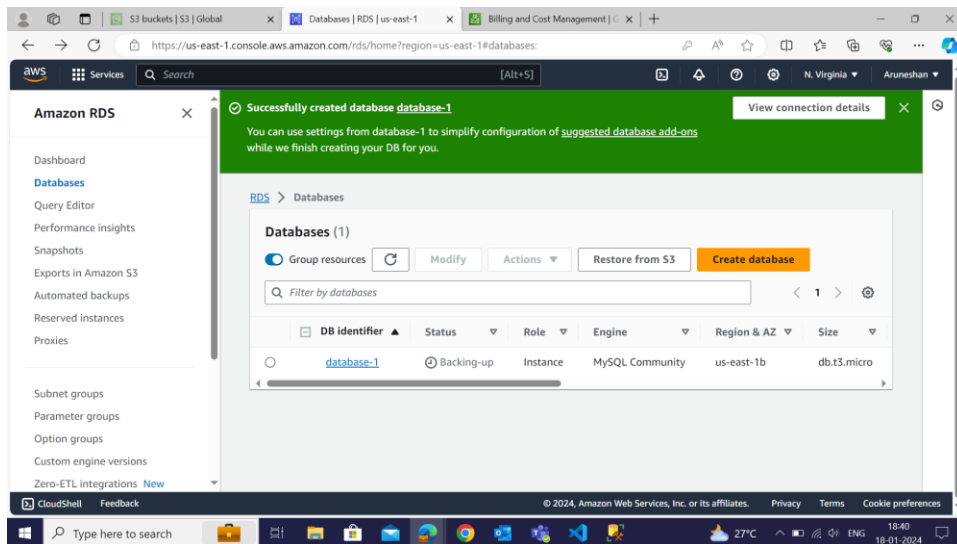 S3 buckets | S3 | Global
Databases | RDS | us-east-1
Billing and Cost Management |
https://us-east-1.console.aws.amazon.com/rds/home?region=us-east-1#databases:
aws Services Search [Alt+S] N. Virginia ▼ Aruneshan ▼
Amazon RDS
Dashboard
Databases
Query Editor
Performance insights
Snapshots
Exports in Amazon S3
Automated backups
Reserved instances
Proxies
Subnet groups
Parameter groups
Option groups
Custom engine versions
Zero-ETL integrations New
Successfully created database database-1
View connection details
You can use settings from database-1 to simplify configuration of suggested database add-ons
while we finish creating your DB for you.
RDS > Databases
Databases (1)
Group resources Modify Actions ▼ Restore from S3 Create database
Filter by databases
< 1 >
DB identifier ▲ Status Role Engine Region & AZ Size
database-1 Backing-up Instance MySQL Community us-east-1b db.t3.micro
CloudShell Feedback © 2024, Amazon Web Services, Inc. or its affiliates. Privacy Terms Cookie preferences
Type here to search 27°C ENG 18:40
18-01-2024